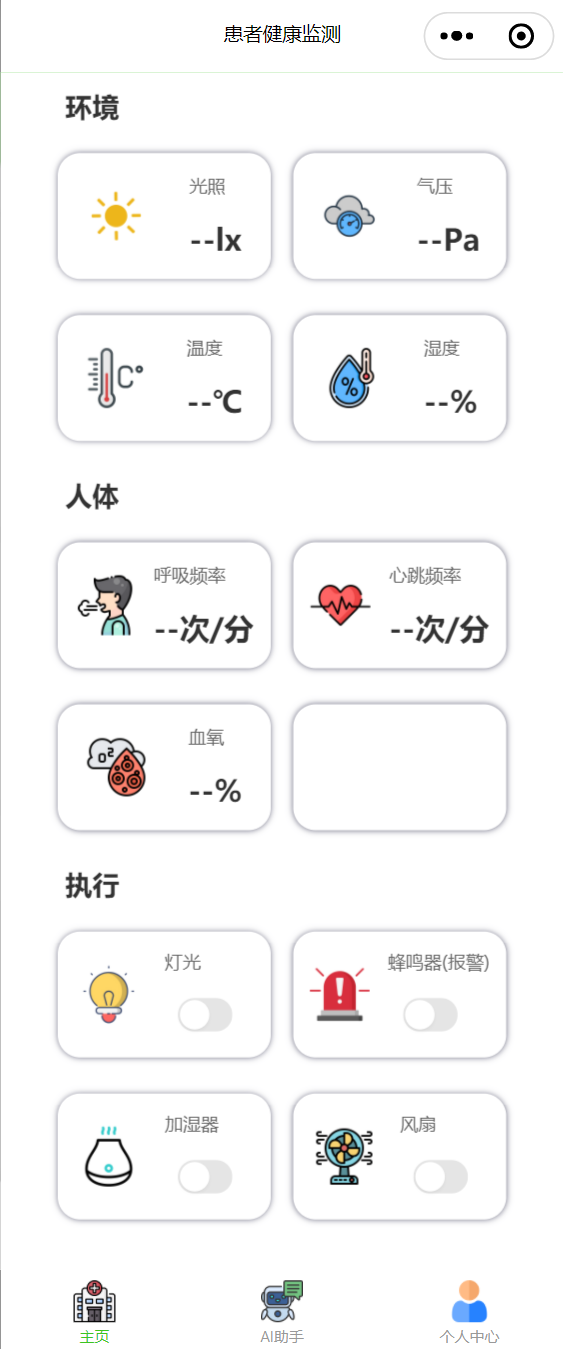 患者健康监测
环境
光照
--lx
气压
--Pa
温度
C°
--℃
湿度
%
--%
人体
呼吸频率
--次/分
心跳频率
--次/分
血氧
O²
--%
执行
灯光
蜂鸣器(报警)
加湿器
风扇
主页
AI助手
个人中心